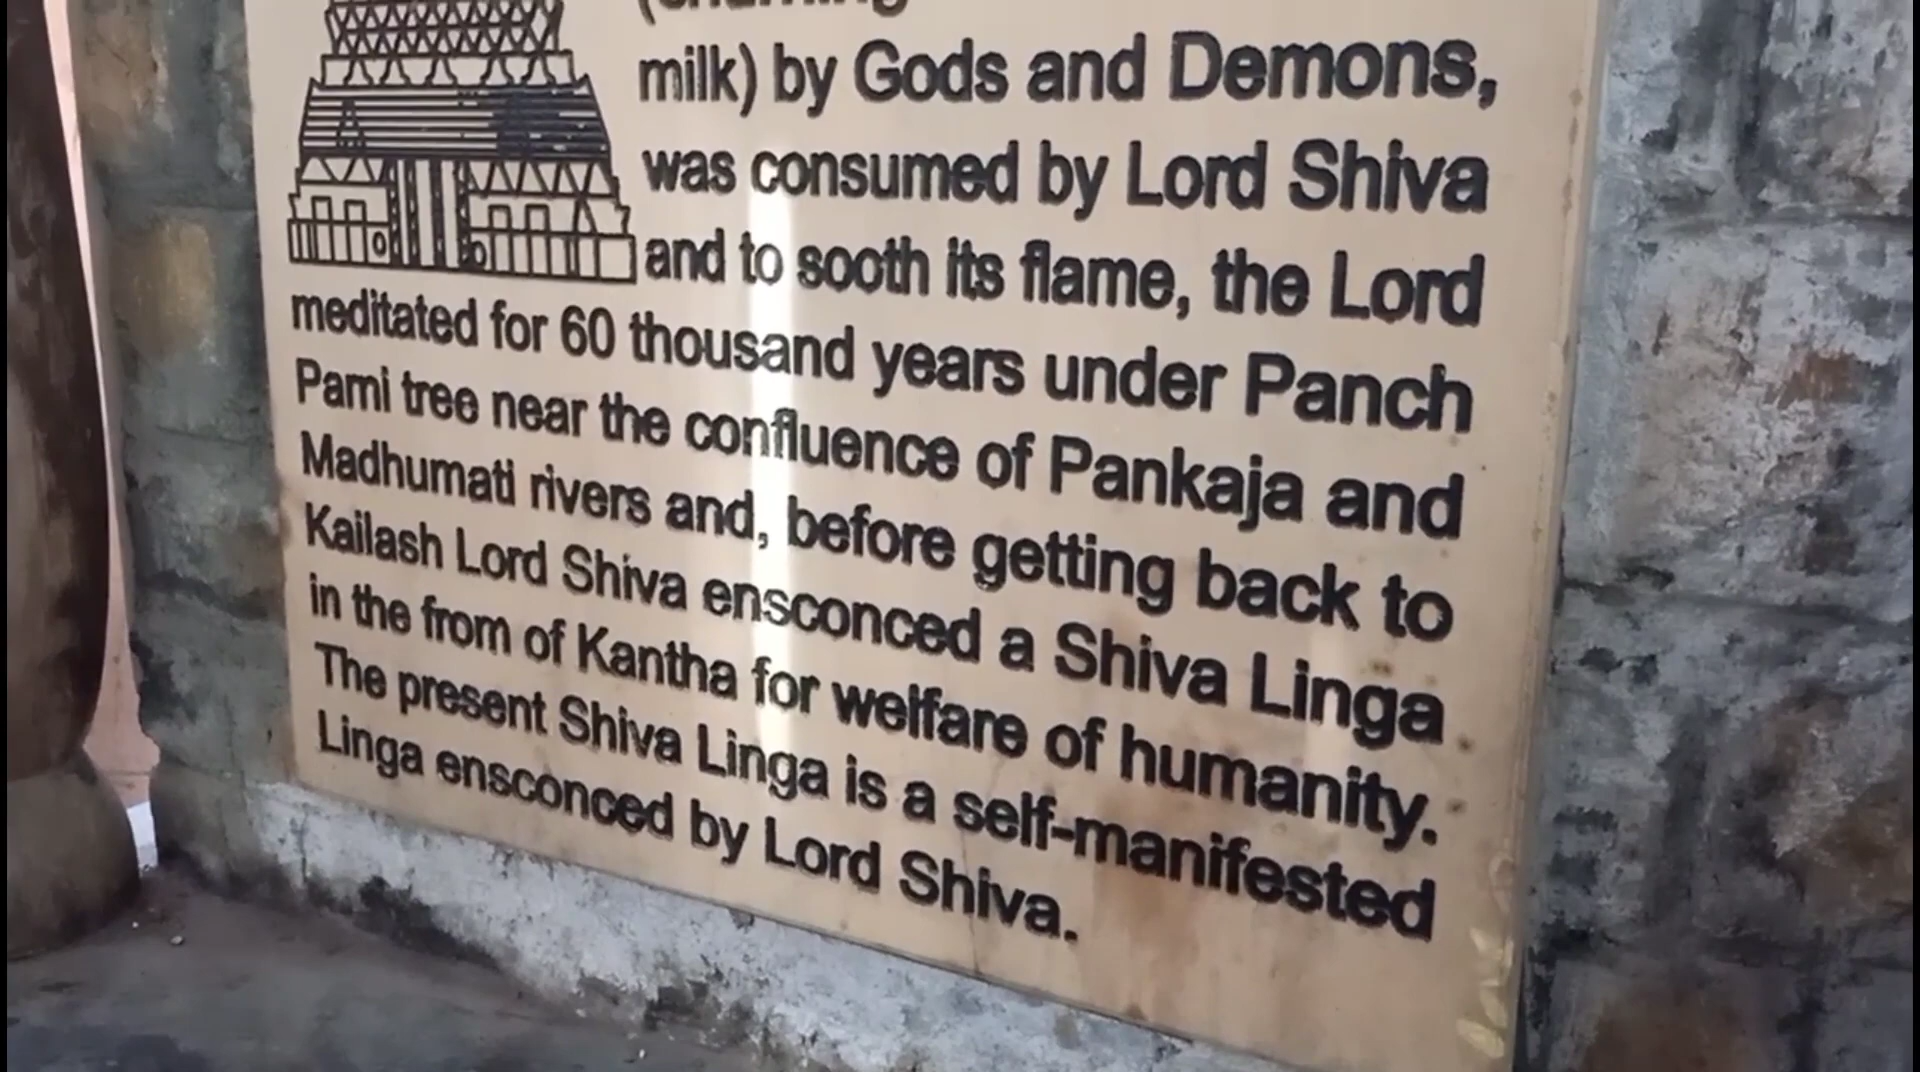 (churning
milk) by Gods and Demons,
was consumed by Lord Shiva
and to sooth its flame, the Lord
meditated for 60 thousand years under Panch
Pami tree near the confluence of Pankaja and
Madhumati rivers and, before getting back to
Kailash Lord Shiva ensconced a Shiva Linga
in the from of Kantha for welfare of humanity.
The present Shiva Linga is a self-manifested
Linga ensconced by Lord Shiva.